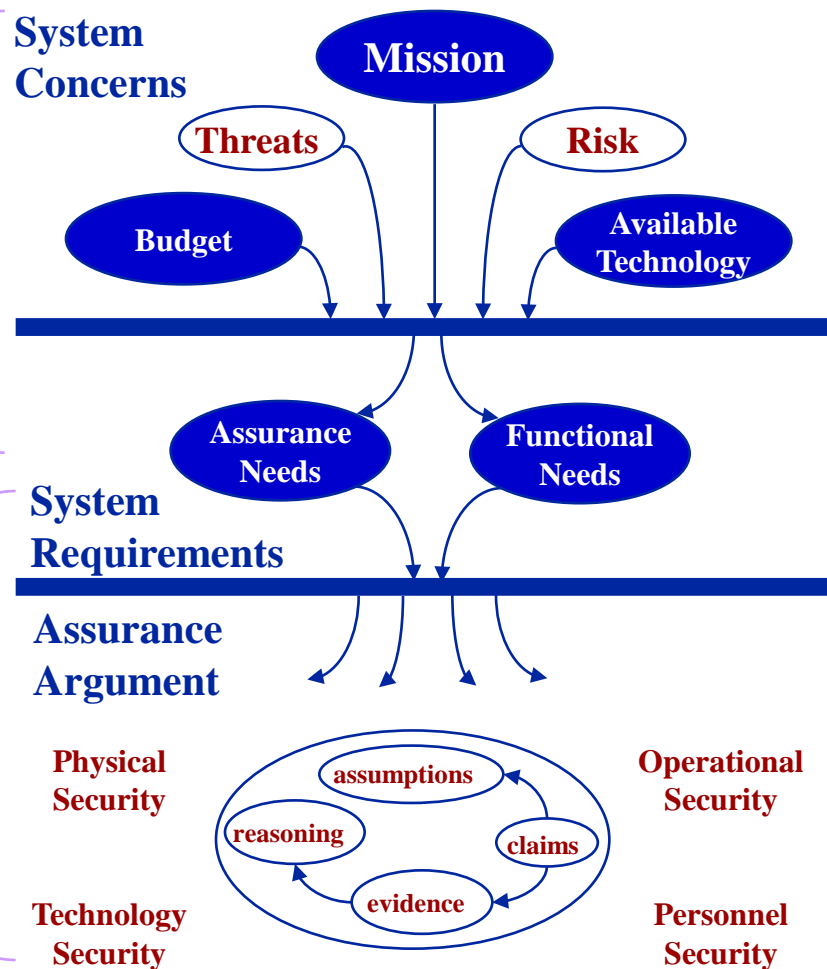 System
Concerns
Mission
Threats
Risk
Budget
Available
Technology
Assurance
Needs
Functional
Needs
System
Requirements
Assurance
Argument
Physical
Security
assumptions
Operational
Security
reasoning
claims
evidence
Technology
Security
Personnel
Security